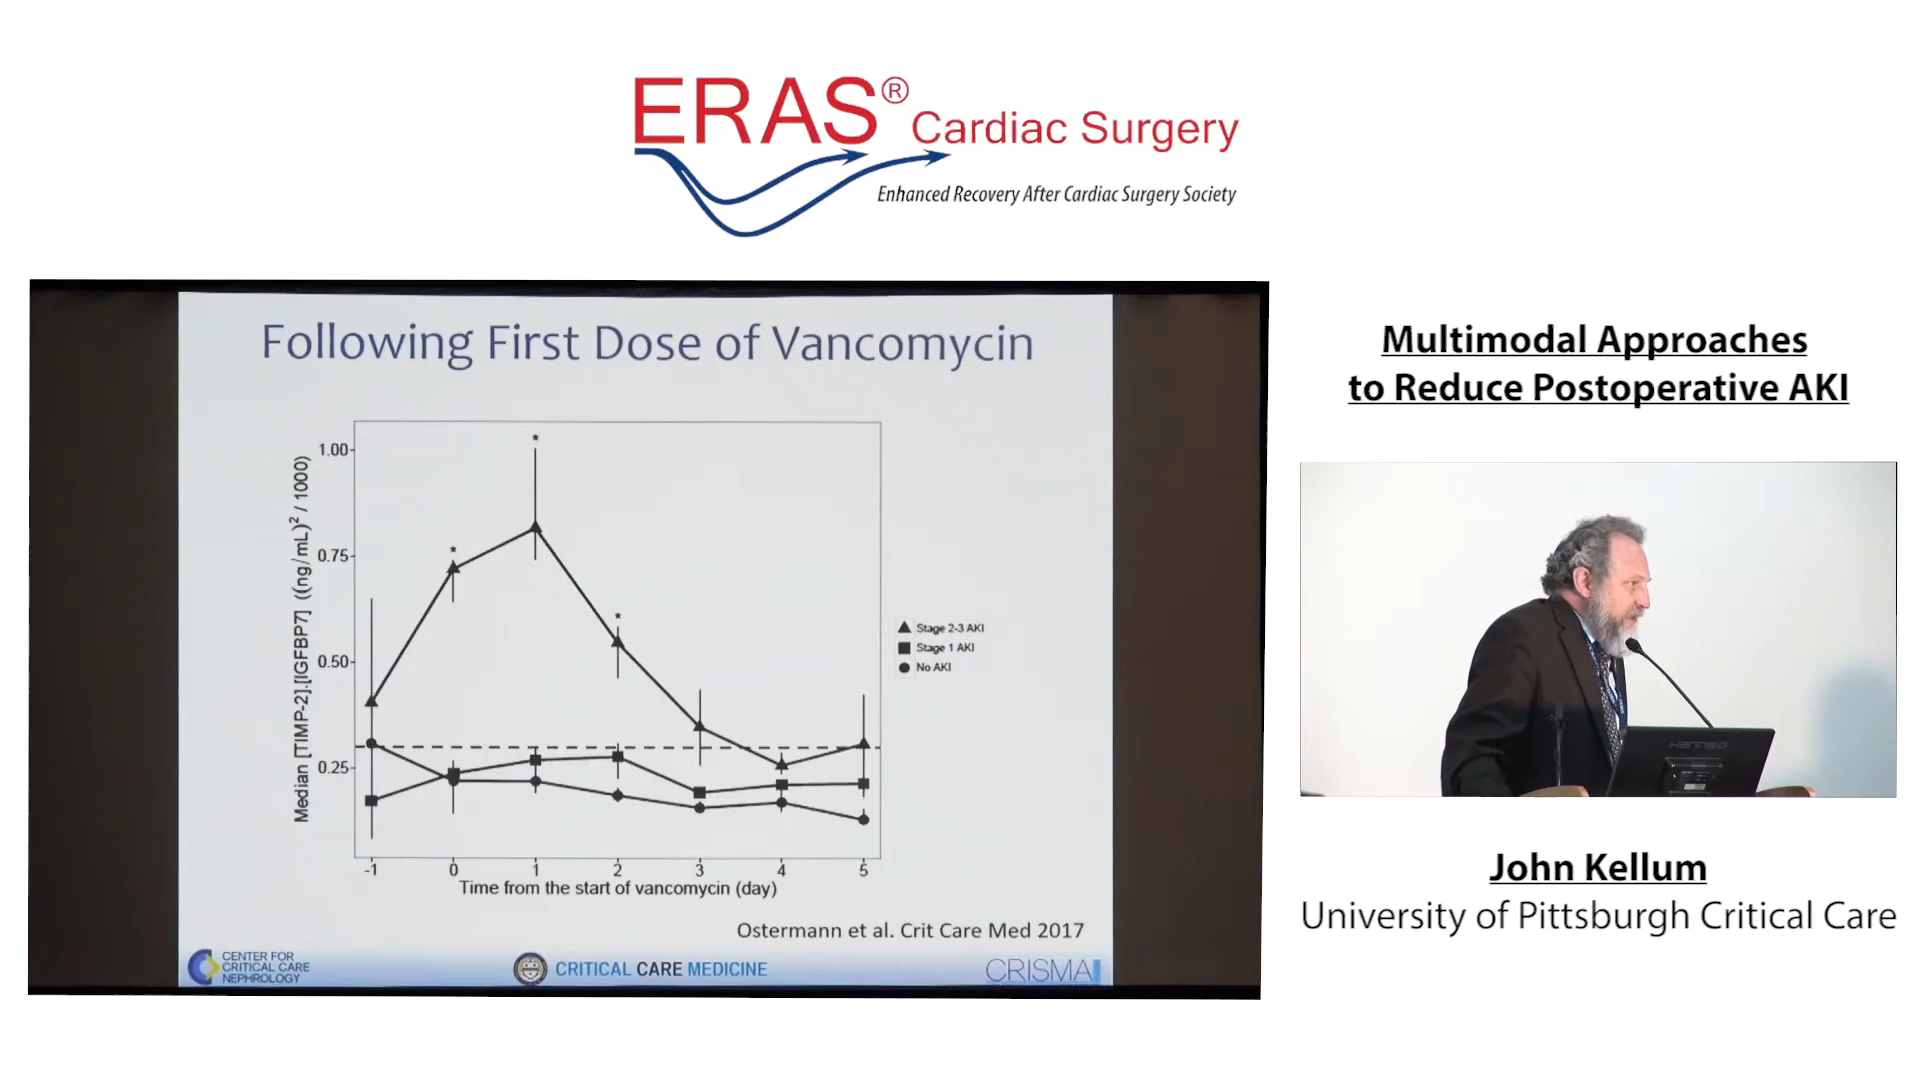 ERAS®
Cardiac Surgery
Enhanced Recovery After Cardiac Surgery Society
Following First Dose of Vancomycin
Median [TIMP-2].[IGFBP7] ((ng/mL)² / 1000)
1.00
0.75
0.50
0.25
*
*
*
-1 0 1 2 3 4 5
Time from the start of vancomycin (day)
Stage 2-3 AKI
Stage 1 AKI
No AKI
Ostermann et al. Crit Care Med 2017
CENTER FOR
CRITICAL CARE
NEPHROLOGY
CRITICAL CARE MEDICINE
CRISMA
Multimodal Approaches
to Reduce Postoperative AKI
HANNS.G
John Kellum
University of Pittsburgh Critical Care